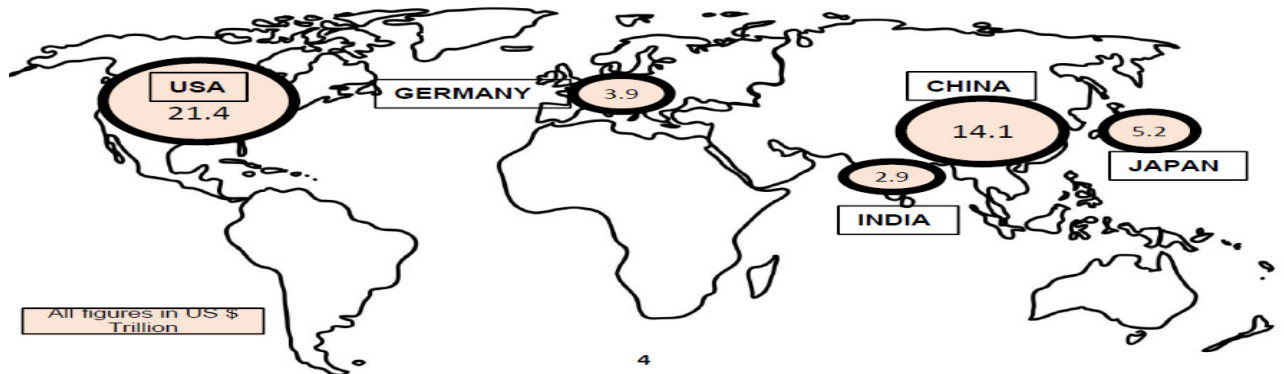 USA
21.4
GERMANY
3.9
CHINA
14.1
5.2
JAPAN
2.9
INDIA
All figures in US $
Trillion
4